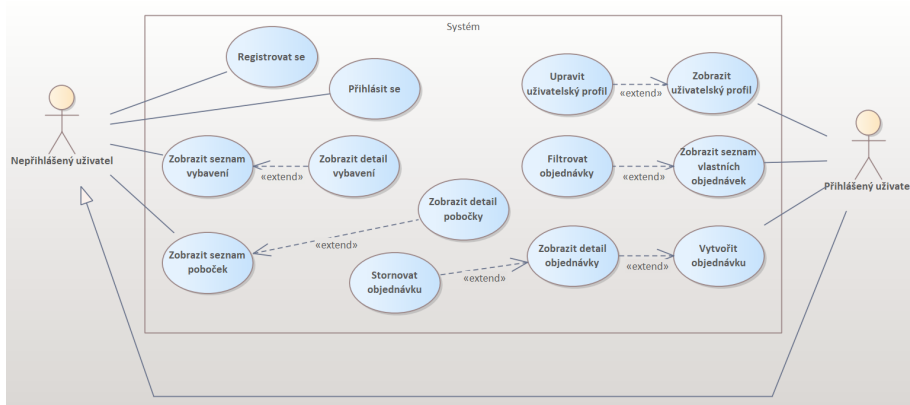 Systém
Registrovat se
Přihlásit se
Upravit
uživatelský profil
«extend»
Zobrazit
uživatelský profil
Nepřihlášený uživatel
Zobrazit seznam
vybavení
«extend»
Zobrazit detail
vybavení
Filtrovat
objednávky
«extend»
Zobrazit seznam
vlastních
objednávek
Přihlášený uživate
Zobrazit detail
pobočky
«extend»
Zobrazit seznam
poboček
Stornovat
objednávku
«extend»
Zobrazit detail
objednávky
«extend»
Vytvořit
objednávku